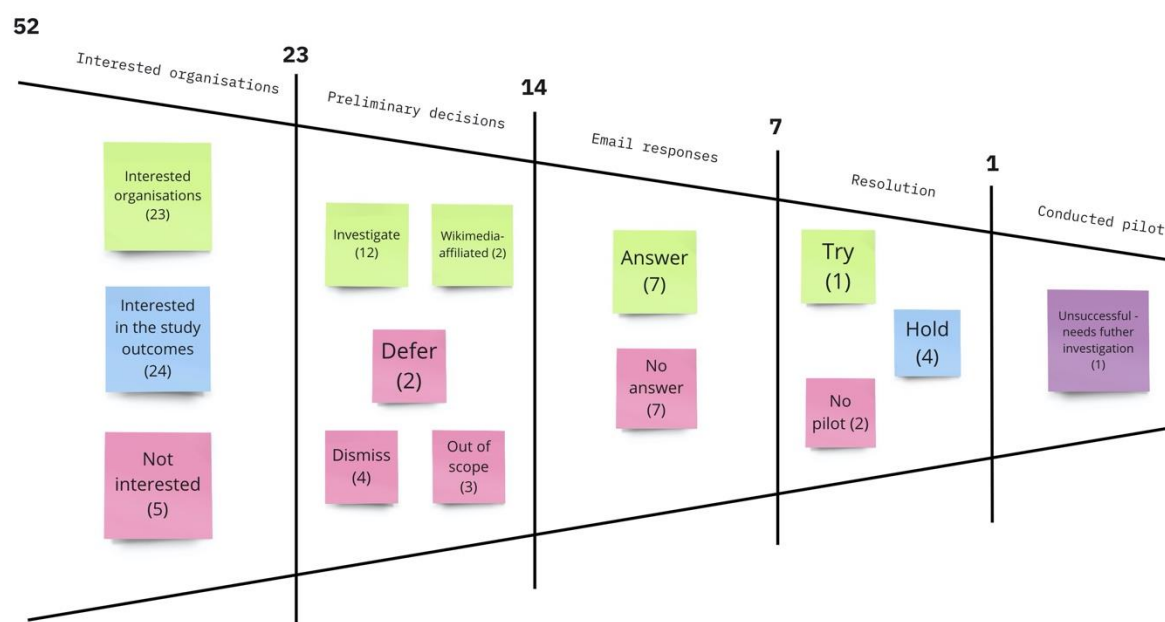 52
Interested organisations
Interested
organisations
(23)
Interested
in the study
outcomes
(24)
Not
interested
(5)
23
Preliminary decisions
Investigate
(12)
Wikimedia-
affiliated (2)
Defer
(2)
Dismiss
(4)
Out of
scope
(3)
14
Email responses
Answer
(7)
No
answer
(7)
7
Resolution
Try
(1)
Hold
(4)
No
pilot (2)
1
Conducted pilot
Unsuccessful -
needs futher
investigation
(1)